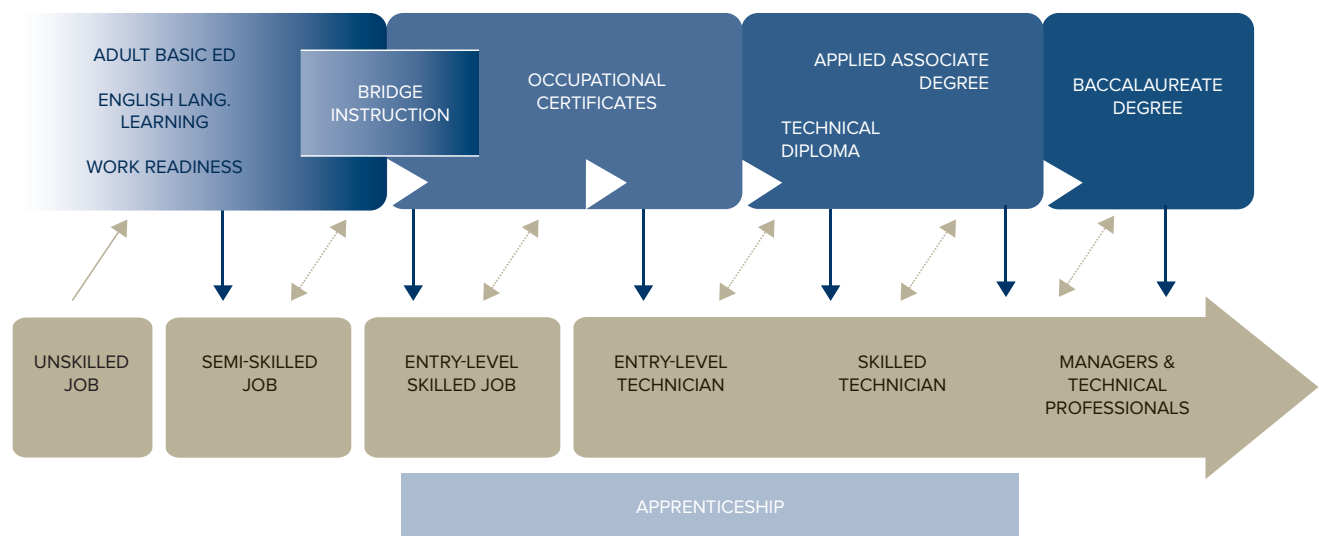 ADULT BASIC ED
ENGLISH LANG.
LEARNING
WORK READINESS
BRIDGE
INSTRUCTION
OCCUPATIONAL
CERTIFICATES
APPLIED ASSOCIATE
DEGREE
TECHNICAL
DIPLOMA
BACCALAUREATE
DEGREE
UNSKILLED
JOB
SEMI-SKILLED
JOB
ENTRY-LEVEL
SKILLED JOB
ENTRY-LEVEL
TECHNICIAN
SKILLED
TECHNICIAN
MANAGERS &
TECHNICAL
PROFESSIONALS
APPRENTICESHIP